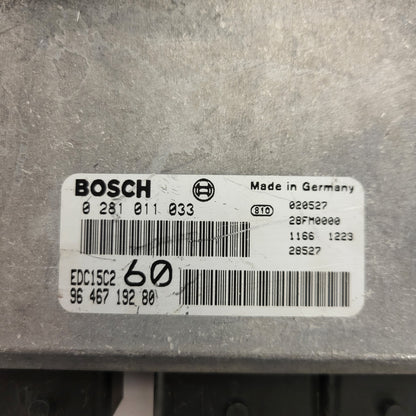 BOSCH Made in Germany
0 281 011 033 810 020527
28FM0000
1166 1223
28527
EDC15C2 60
96 467 192 80